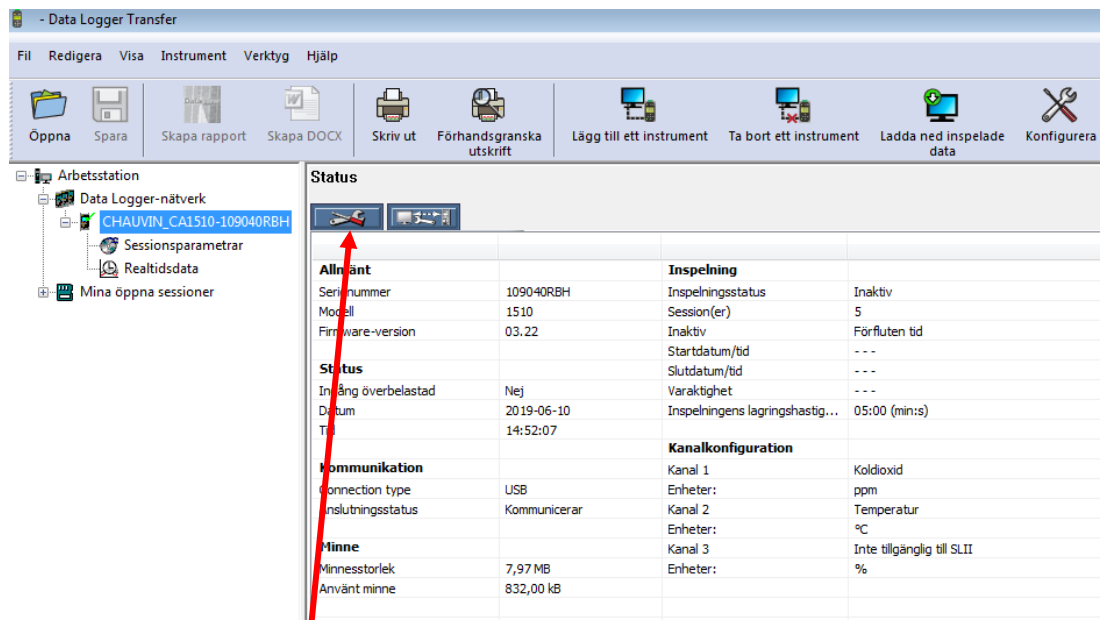 - Data Logger Transfer
Fil Redigera Visa Instrument Verktyg Hjälp
Öppna Spara Skapa rapport Skapa DOCX Skriv ut Förhandsgranska utskrift Lägg till ett instrument Ta bort ett instrument Ladda ned inspelade data Konfigurera
Arbetsstation
Data Logger-nätverk
CHAUVIN_CA1510-109040RBH
Sessionsparametrar
Realtidsdata
Mina öppna sessioner
Status
Allmänt Inspelning
Serienummer 109040RBH Inspelningsstatus Inaktiv
Modell 1510 Session(er) 5
Firmware-version 03.22 Inaktiv Förfluten tid
Startdatum/tid - - -
Status Slutdatum/tid - - -
Ingång överbelastad Nej Varaktighet - - -
Datum 2019-06-10 Inspelningens lagringshastig... 05:00 (min:s)
Tid 14:52:07
Kanalkonfiguration
Kommunikation Kanal 1 Koldioxid
Connection type USB Enheter: ppm
Anslutningsstatus Kommunicerar Kanal 2 Temperatur
Enheter: °C
Minne Kanal 3 Inte tillgänglig till SLII
Minnesstorlek 7,97 MB Enheter: %
Använt minne 832,00 kB